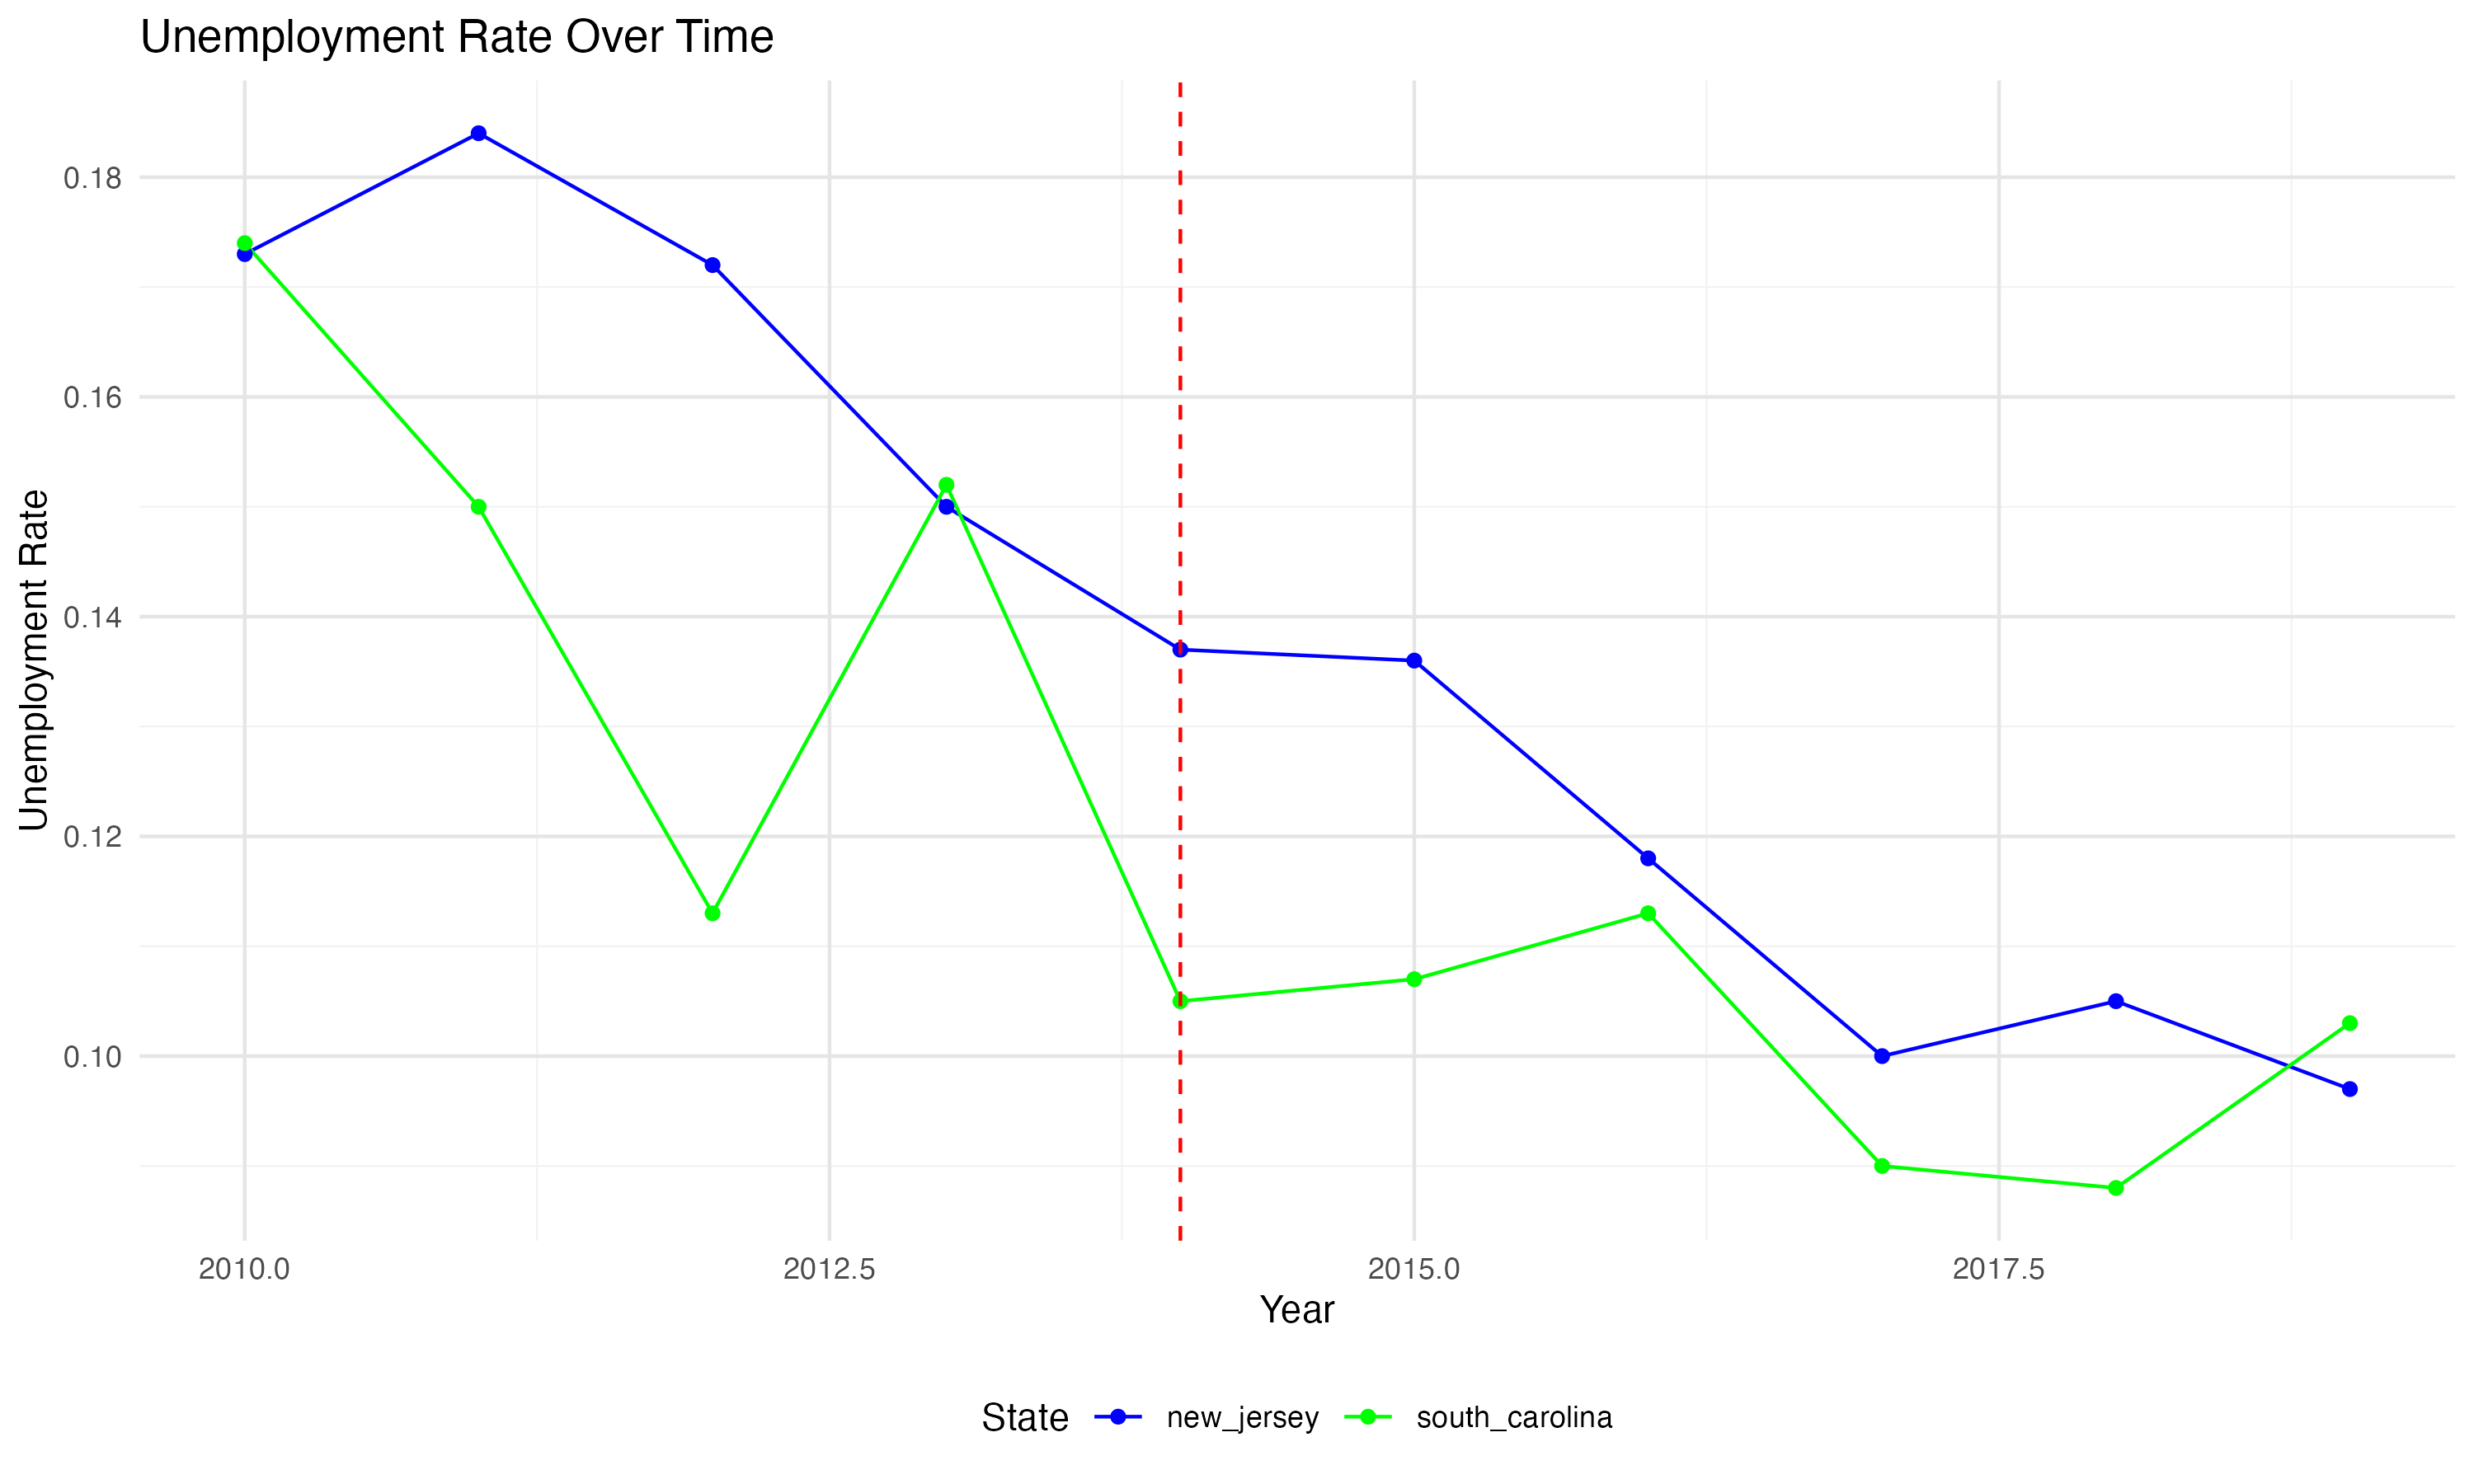 Unemployment Rate Over Time
Unemployment Rate
0.18
0.16
0.14
0.12
0.10
2010.0 2012.5 2015.0 2017.5
Year
State new_jersey south_carolina